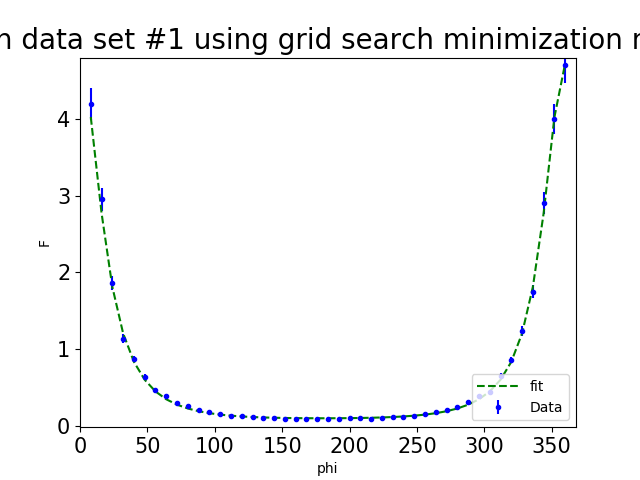 n data set #1 using grid search minimization
F
4
3
2
1
0
0 50 100 150 200 250 300 350
phi
fit
Data